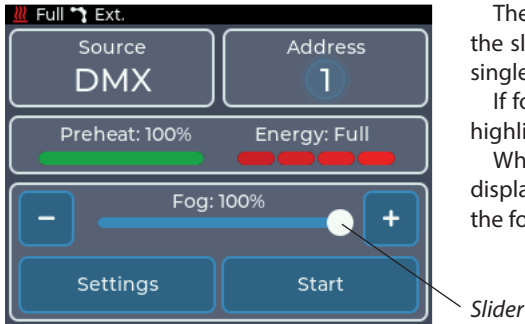 Full Ext.
Source
DMX
Address
1
Preheat: 100%
Energy: Full
Fog: 100%
Settings
Start
Slider
The
the sl
single
If fo
highli
Wh
displa
the fo